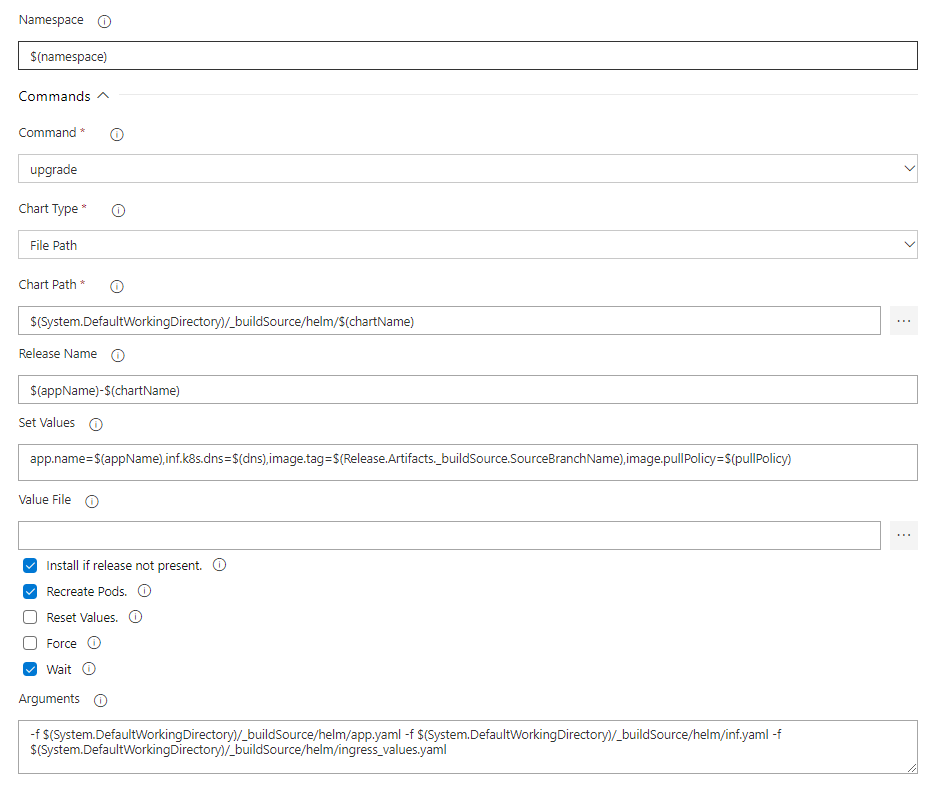 Namespace
$(namespace)
Commands
Command *
upgrade
Chart Type *
File Path
Chart Path *
$(System.DefaultWorkingDirectory)/_buildSource/helm/$(chartName)
Release Name
$(appName)-$(chartName)
Set Values
app.name=$(appName),inf.k8s.dns=$(dns),image.tag=$(Release.Artifacts._buildSource.SourceBranchName),image.pullPolicy=$(pullPolicy)
Value File
Install if release not present.
Recreate Pods.
Reset Values.
Force
Wait
Arguments
-f $(System.DefaultWorkingDirectory)/_buildSource/helm/app.yaml -f $(System.DefaultWorkingDirectory)/_buildSource/helm/inf.yaml -f
$(System.DefaultWorkingDirectory)/_buildSource/helm/ingress_values.yaml